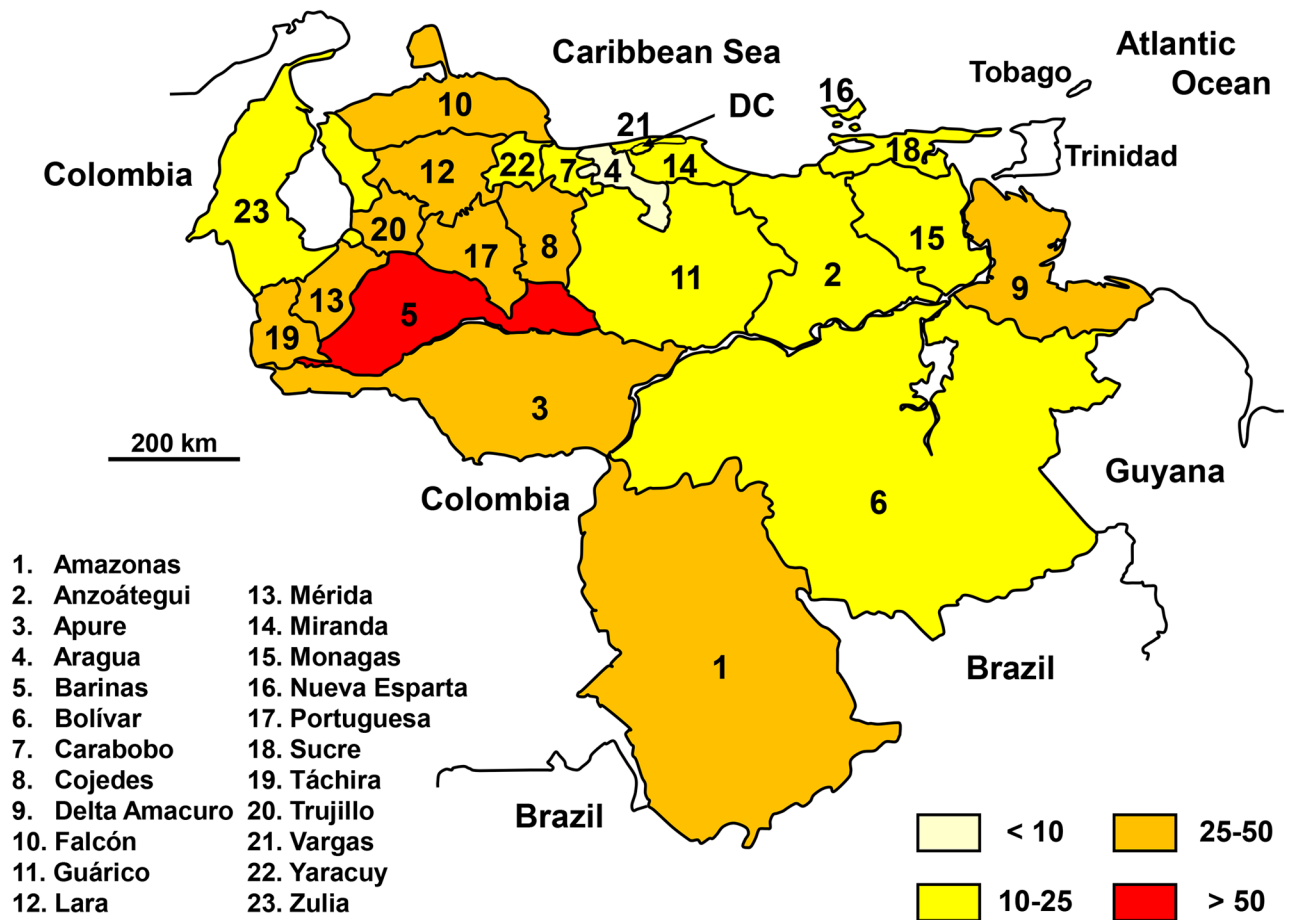 Caribbean Sea
Atlantic
Ocean
Tobago
16
DC
21
10
Trinidad
Colombia
12
22
7
4
14
18
23
20
17
8
11
2
15
13
5
9
19
3
200 km
Colombia
Guyana
6
1
Brazil
Brazil
1. Amazonas
2. Anzoátegui
3. Apure
4. Aragua
5. Barinas
6. Bolívar
7. Carabobo
8. Cojedes
9. Delta Amacuro
10. Falcón
11. Guárico
12. Lara
13. Mérida
14. Miranda
15. Monagas
16. Nueva Esparta
17. Portuguesa
18. Sucre
19. Táchira
20. Trujillo
21. Vargas
22. Yaracuy
23. Zulia
< 10
25-50
10-25
> 50